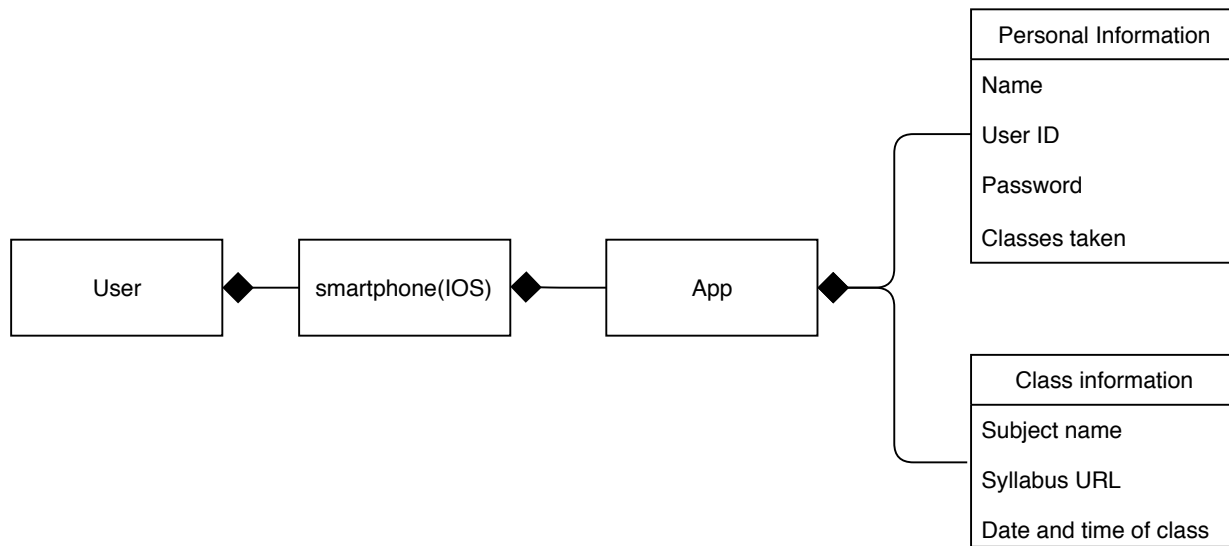 User
smartphone(IOS)
App
Personal Information
Name
User ID
Password
Classes taken
Class information
Subject name
Syllabus URL
Date and time of class